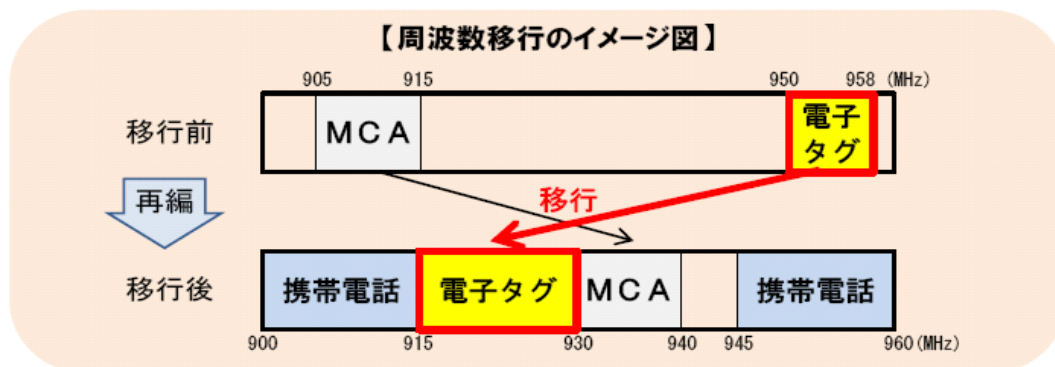 【周波数移行のイメージ図】
905 915 950 958 (MHz)
移行前
MCA
電子
タグ
再編
移行
移行後
携帯電話 電子タグ MCA 携帯電話
900 915 930 940 945 960(MHz)